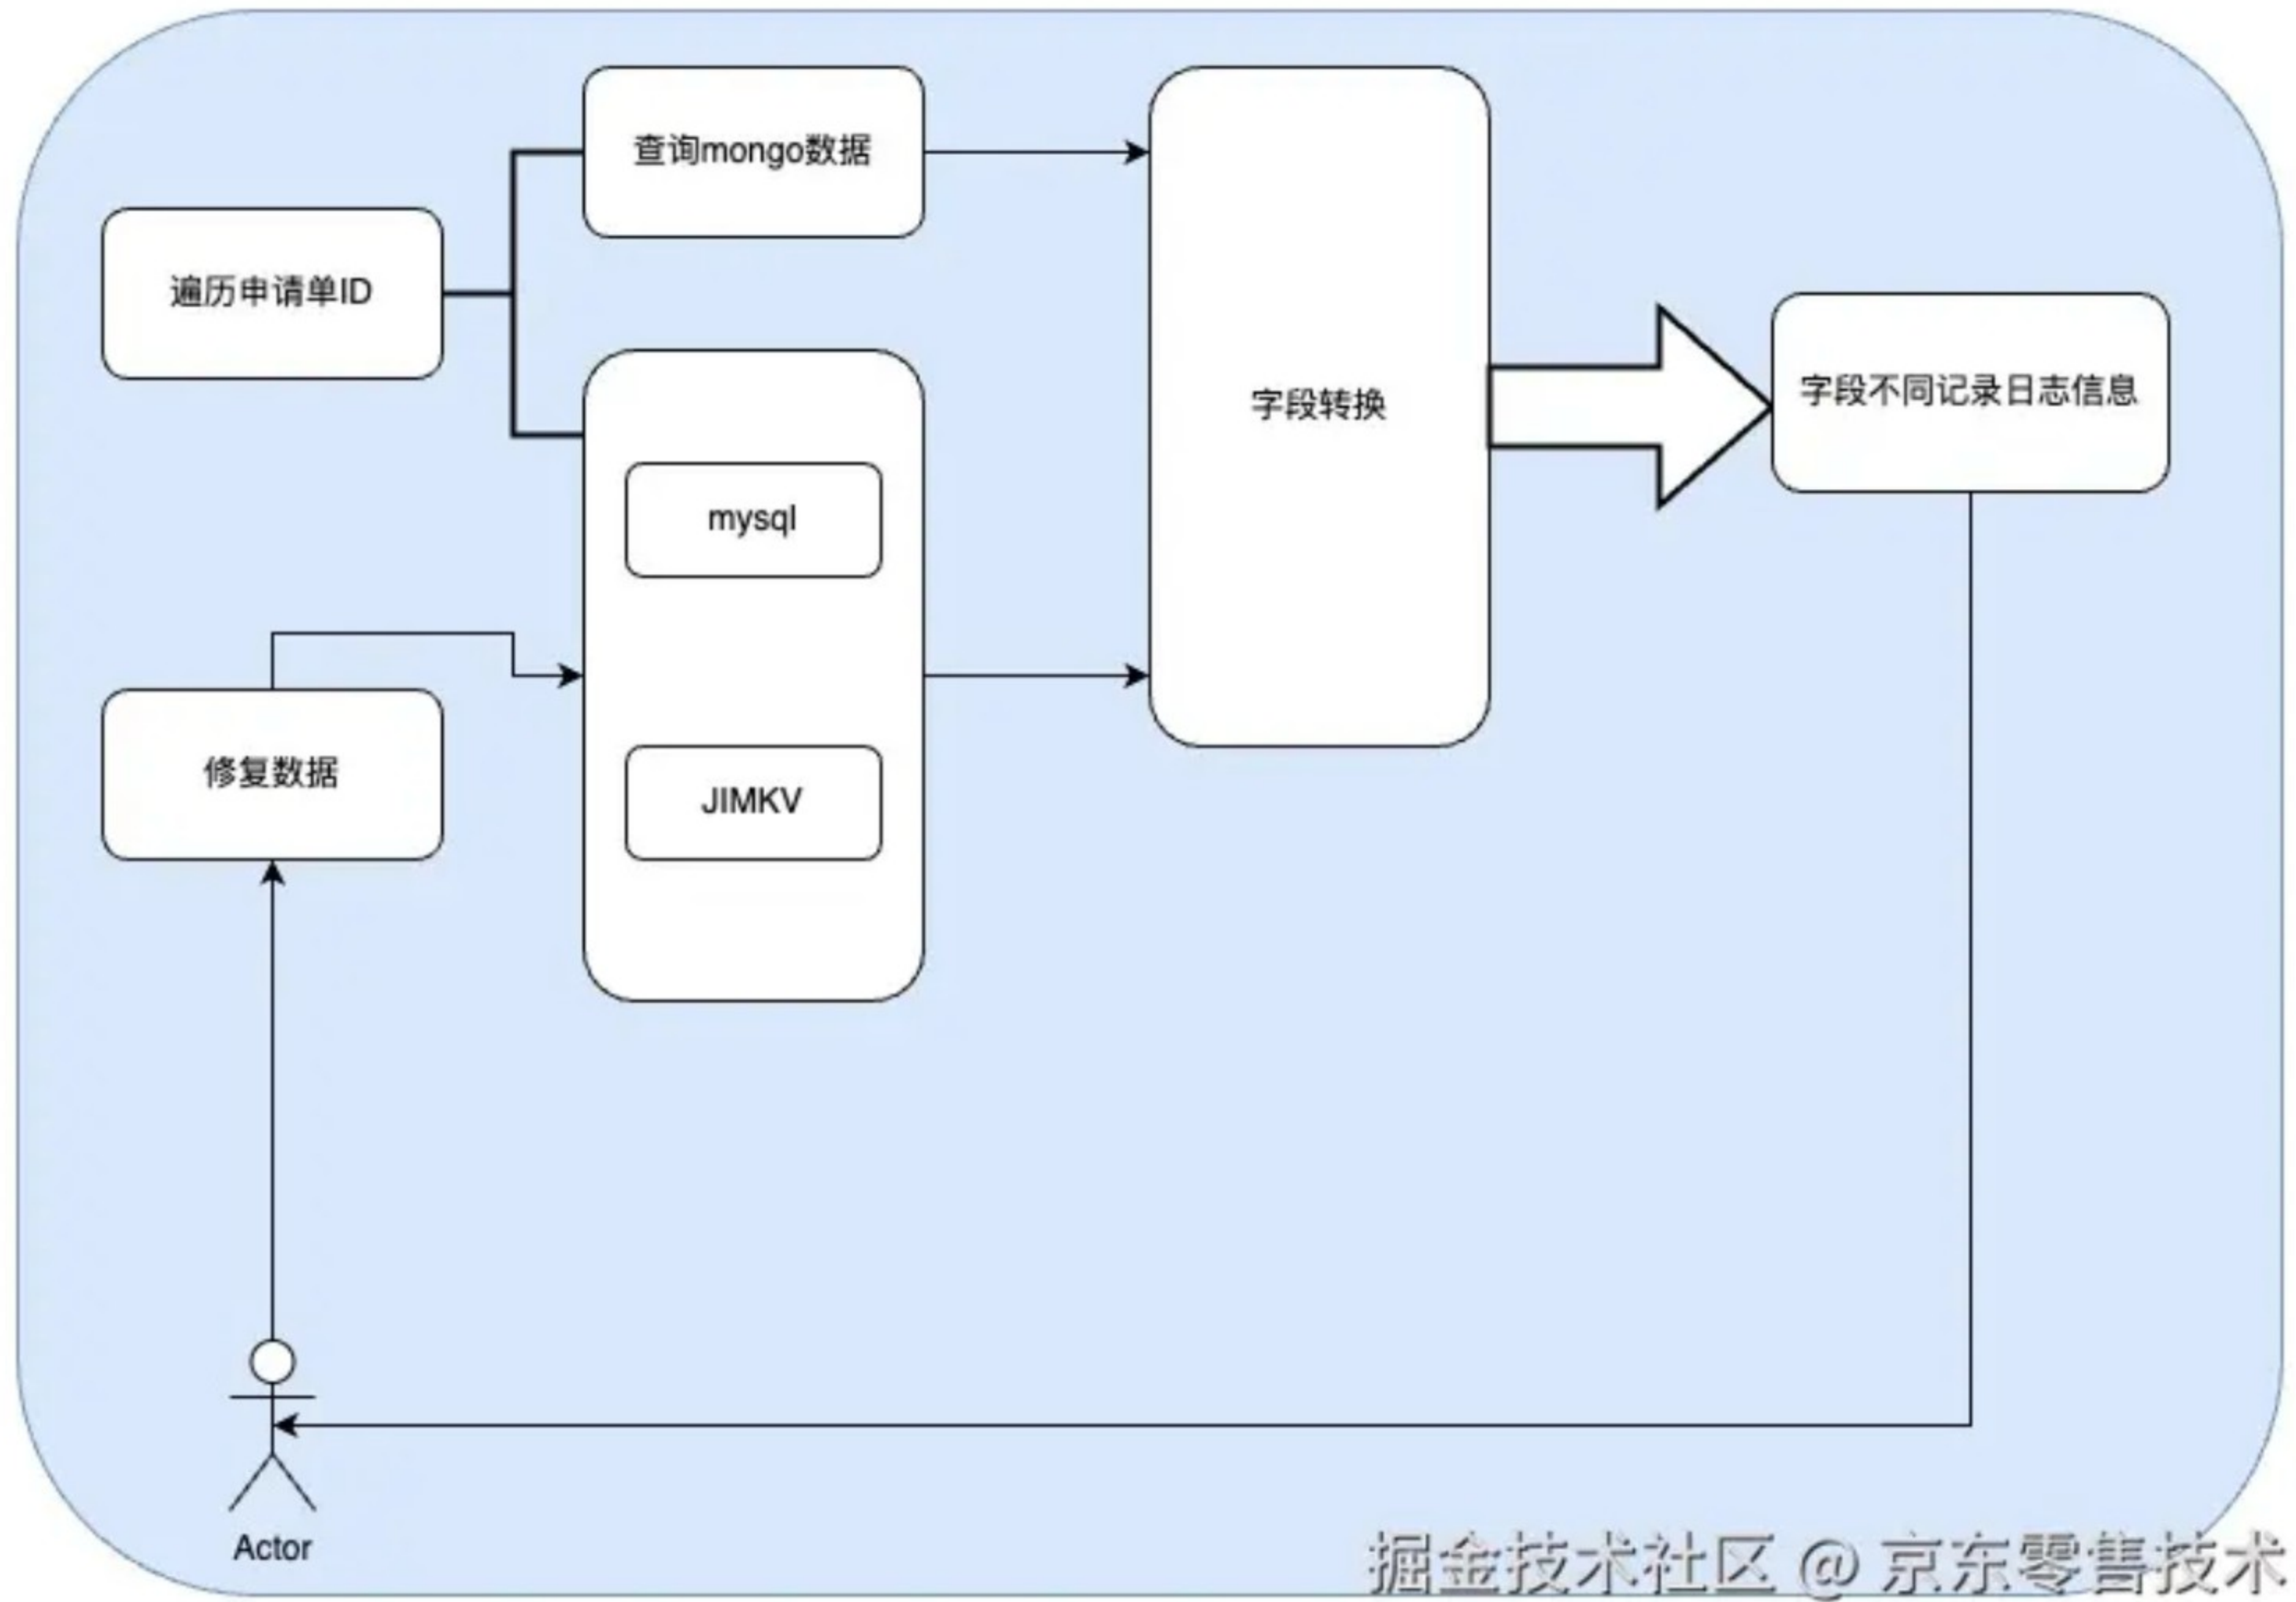 查询mongo数据
遍历申请单ID
字段转换
字段不同记录日志信息
mysql
修复数据
JIMKV
Actor
掘金技术社区 @ 京东零售技术